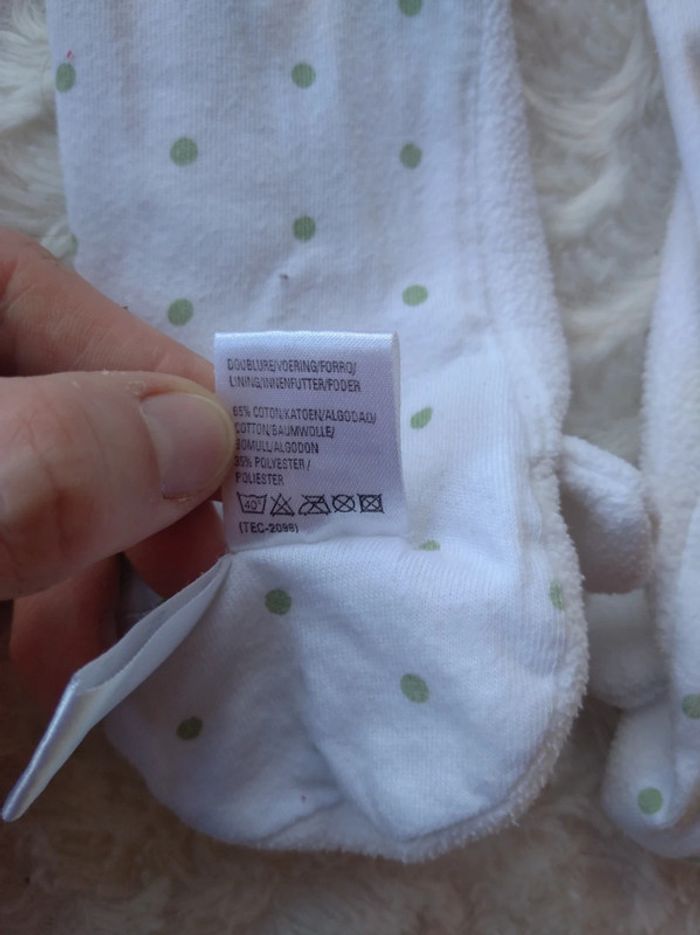 DOUBLURE/VOERING/FORRO/
LINING/INNENFUTTER/FODER
65% COTON/KATOEN/ALGODAO/
COTTON/BAUMWOLLE/
BOMULL/ALGODON
35% POLYESTER/
POLIESTER
40°
(TEC-2098)